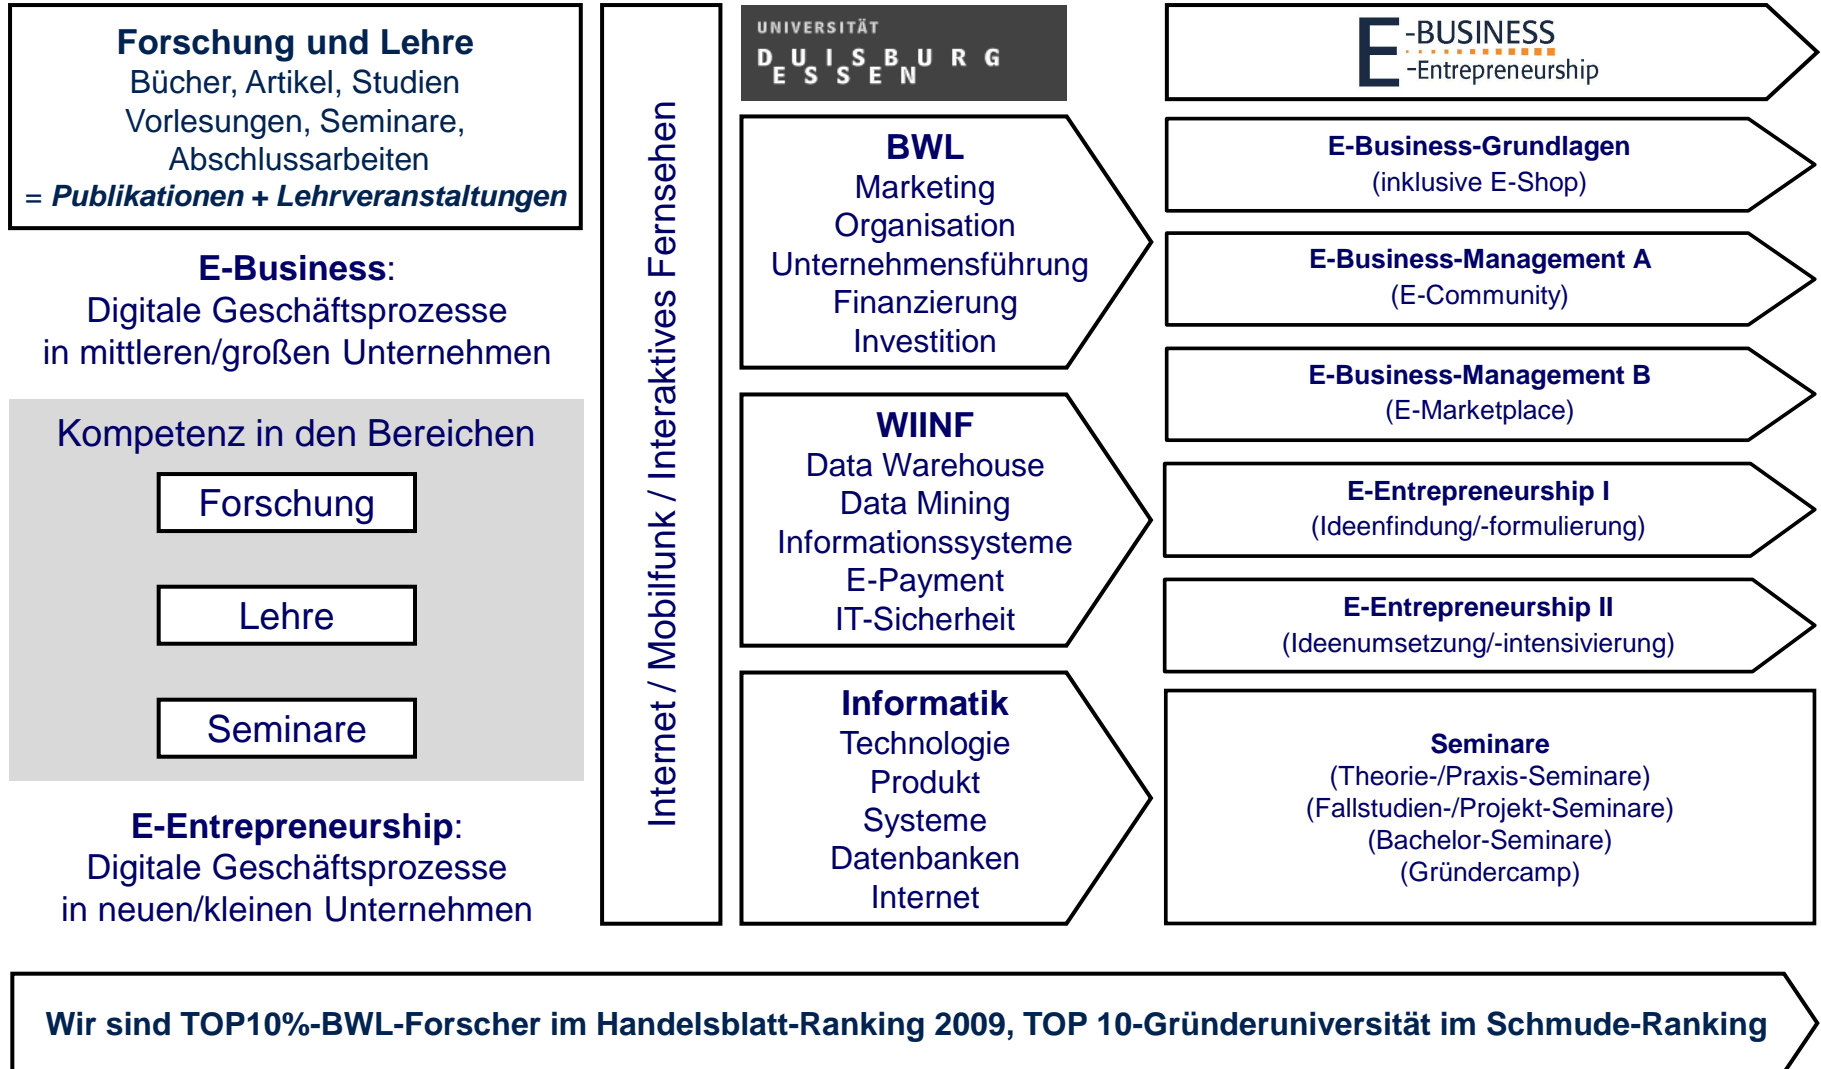 Forschung und Lehre
Bücher, Artikel, Studien
Vorlesungen, Seminare,
Abschlussarbeiten
= Publikationen + Lehrveranstaltungen
E-Business:
Digitale Geschäftsprozesse
in mittleren/großen Unternehmen
Kompetenz in den Bereichen
Forschung
Lehre
Seminare
E-Entrepreneurship:
Digitale Geschäftsprozesse
in neuen/kleinen Unternehmen
Internet / Mobilfunk / Interaktives Fernsehen
UNIVERSITÄT
DUISBURG
ESSEN
BWL
Marketing
Organisation
Unternehmensführung
Finanzierung
Investition
WIINF
Data Warehouse
Data Mining
Informationssysteme
E-Payment
IT-Sicherheit
Informatik
Technologie
Produkt
Systeme
Datenbanken
Internet
E-BUSINESS
-Entrepreneurship
E-Business-Grundlagen
(inklusive E-Shop)
E-Business-Management A
(E-Community)
E-Business-Management B
(E-Marketplace)
E-Entrepreneurship I
(Ideenfindung/-formulierung)
E-Entrepreneurship II
(Ideenumsetzung/-intensivierung)
Seminare
(Theorie-/Praxis-Seminare)
(Fallstudien-/Projekt-Seminare)
(Bachelor-Seminare)
(Gründercamp)
Wir sind TOP10%-BWL-Forscher im Handelsblatt-Ranking 2009, TOP 10-Gründeruniversität im Schmude-Ranking